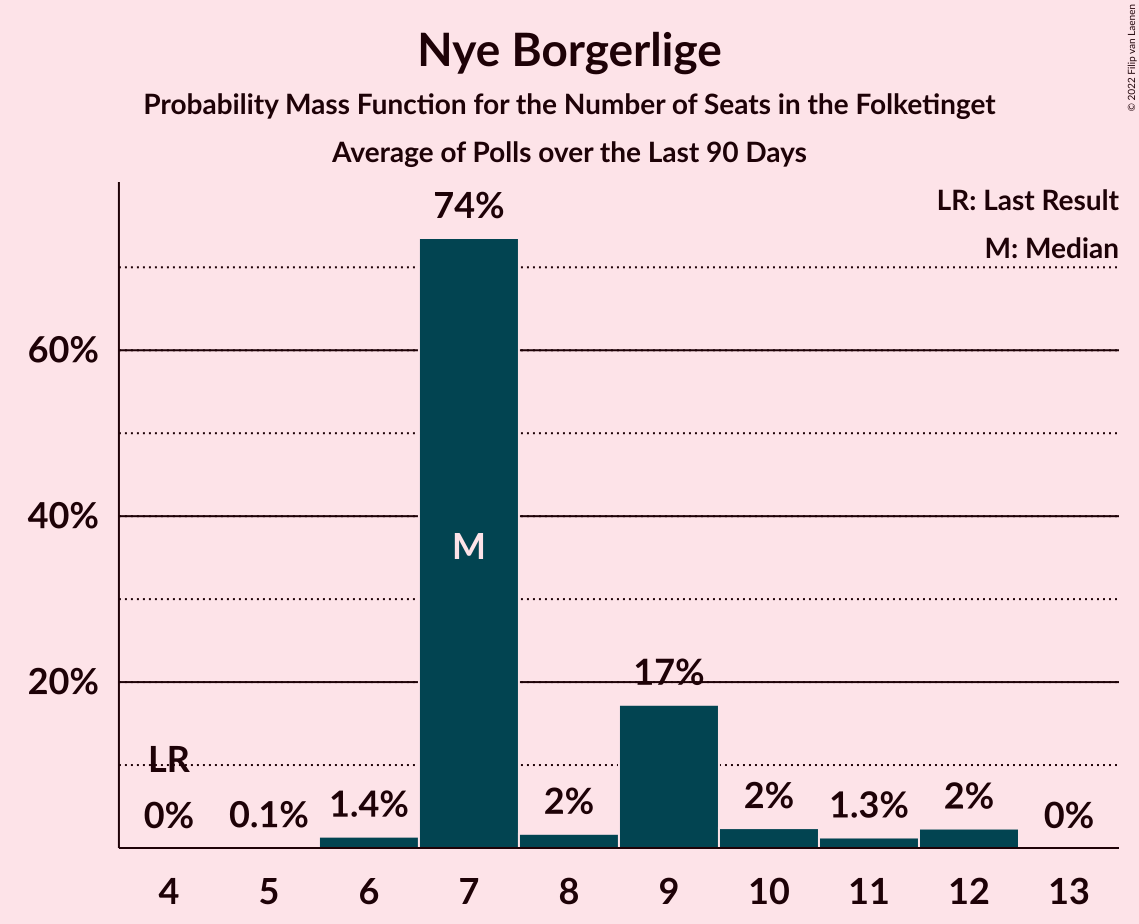 Nye Borgerlige
Probability Mass Function for the Number of Seats in the Folketinget
Average of Polls over the Last 90 Days
© 2022 Filip van Laenen
LR: Last Result
M: Median
60%
40%
20%
LR
0%
0.1%
1.4%
74%
M
2%
17%
2%
1.3%
2%
0%
4 5 6 7 8 9 10 11 12 13